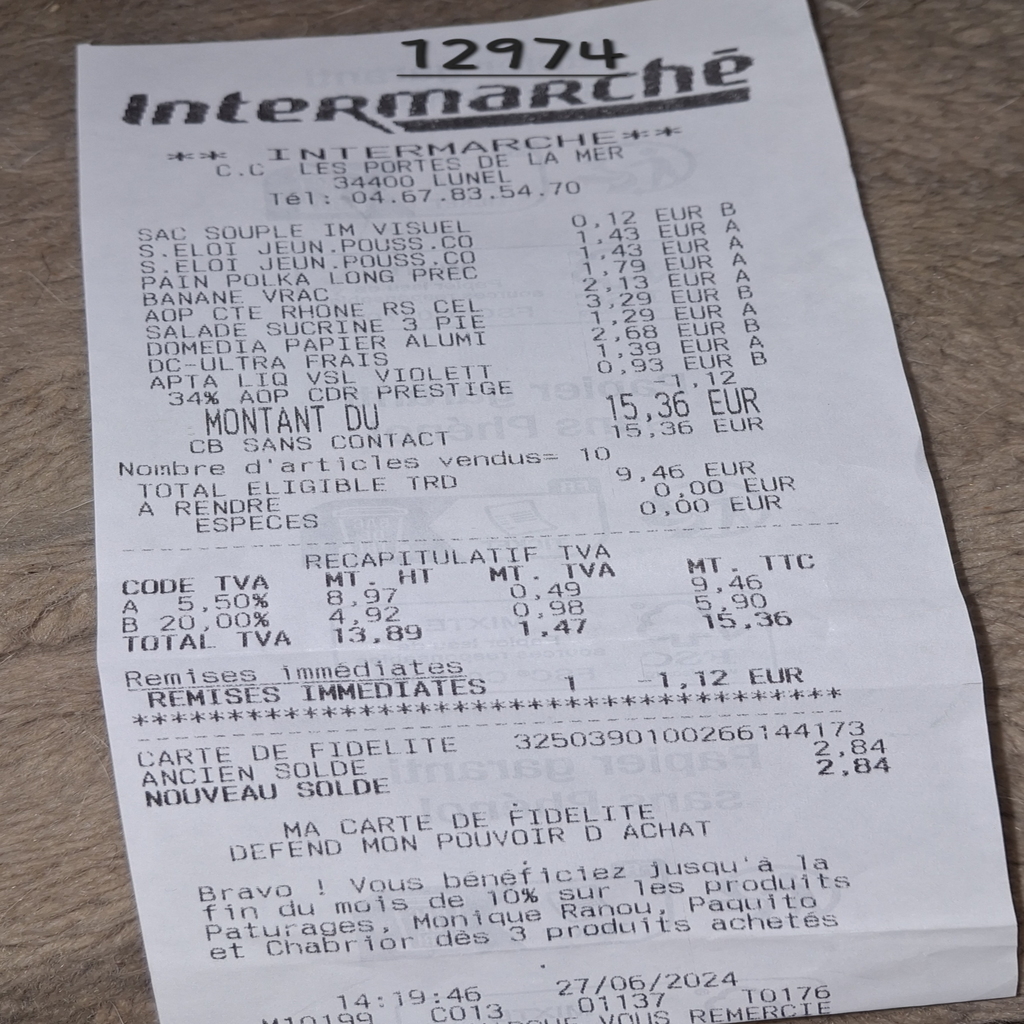 12974
Intermarché
** INTERMARCHE**
C.C LES PORTES DE LA MER
34400 LUNEL
Tél: 04.67.83.54.70
SAC SOUPLE IM VISUEL 0,12 EUR B
S.ELOI JEUN.POUSS.CO 1,43 EUR A
S.ELOI JEUN.POUSS.CO 1,43 EUR A
PAIN POLKA LONG PREC 1,79 EUR A
BANANE VRAC 2,13 EUR A
AOP CTE RHONE RS CEL 3,29 EUR B
SALADE SUCRINE 3 PIE 1,29 EUR A
DOMEDIA PAPIER ALUMI 2,68 EUR B
DC-ULTRA FRAIS 1,39 EUR A
APTA LIQ VSL VIOLETT 0,93 EUR B
34% AOP CDR PRESTIGE -1,12
MONTANT DU 15,36 EUR
CB SANS CONTACT 15,36 EUR
Nombre d'articles vendus= 10
TOTAL ELIGIBLE TRD 9,46 EUR
A RENDRE 0,00 EUR
ESPECES 0,00 EUR
RECAPITULATIF TVA
CODE TVA MT. HT MT. TVA MT. TTC
A 5,50% 8,97 0,49 9,46
B 20,00% 4,92 0,98 5,90
TOTAL TVA 13,89 1,47 15,36
Remises immédiates
REMISES IMMEDIATES 1 -1,12 EUR
****************************************
CARTE DE FIDELITE 3250390100266144173
ANCIEN SOLDE 2,84
NOUVEAU SOLDE 2,84
MA CARTE DE FIDELITE
DEFEND MON POUVOIR D ACHAT
Bravo ! Vous bénéficiez jusqu'à la
fin du mois de 10% sur les produits
Paturages, Monique Ranou, Paquito
et Chabrior dès 3 produits achetés
14:19:46 27/06/2024
M10199 C013 01137 T0176
VOUS REMERCIE